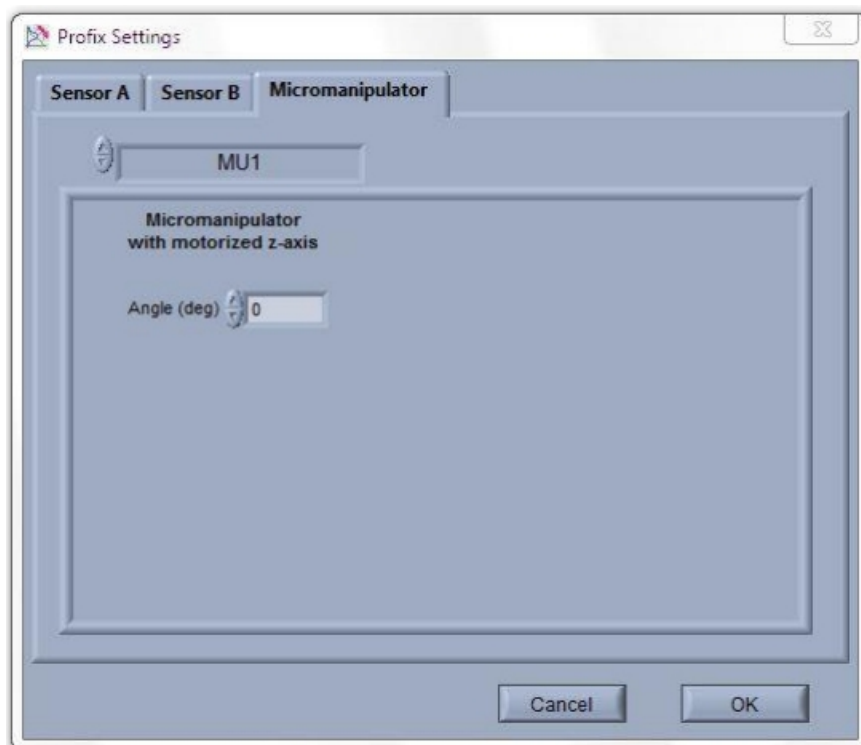 Profix Settings
Sensor A Sensor B Micromanipulator
MU1
Micromanipulator
with motorized z-axis
Angle (deg) 0
Cancel OK